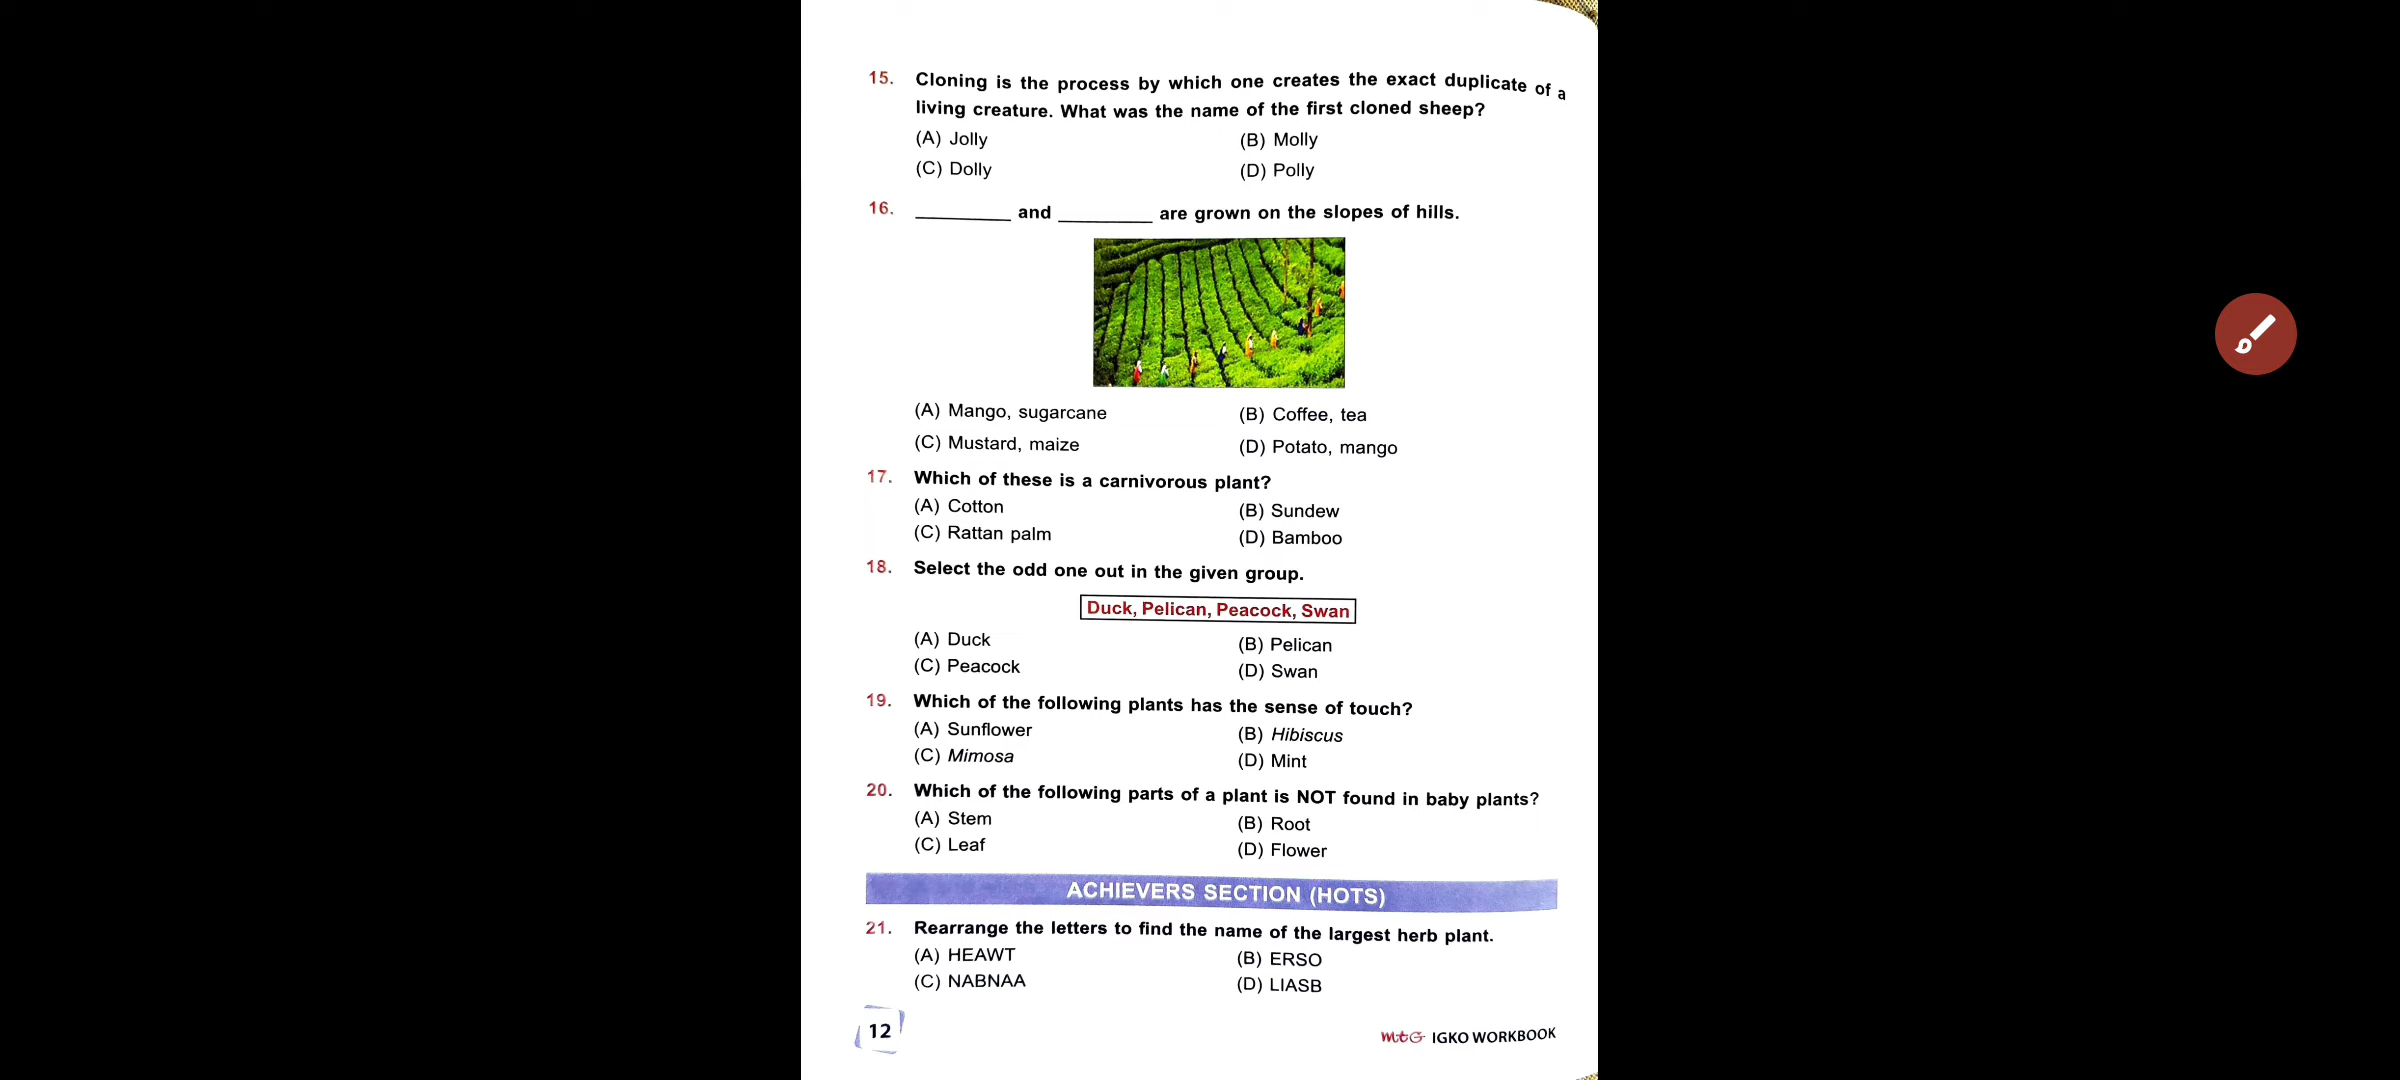 15. Cloning is the process by which one creates the exact duplicate of a
living creature. What was the name of the first cloned sheep?
(A) Jolly (B) Molly
(C) Dolly (D) Polly
16. __________ and __________ are grown on the slopes of hills.
(A) Mango, sugarcane (B) Coffee, tea
(C) Mustard, maize (D) Potato, mango
17. Which of these is a carnivorous plant?
(A) Cotton (B) Sundew
(C) Rattan palm (D) Bamboo
18. Select the odd one out in the given group.
Duck, Pelican, Peacock, Swan
(A) Duck (B) Pelican
(C) Peacock (D) Swan
19. Which of the following plants has the sense of touch?
(A) Sunflower (B) Hibiscus
(C) Mimosa (D) Mint
20. Which of the following parts of a plant is NOT found in baby plants?
(A) Stem (B) Root
(C) Leaf (D) Flower
ACHIEVERS SECTION (HOTS)
21. Rearrange the letters to find the name of the largest herb plant.
(A) HEAWT (B) ERSO
(C) NABNAA (D) LIASB
12
mtG IGKO WORKBOOK